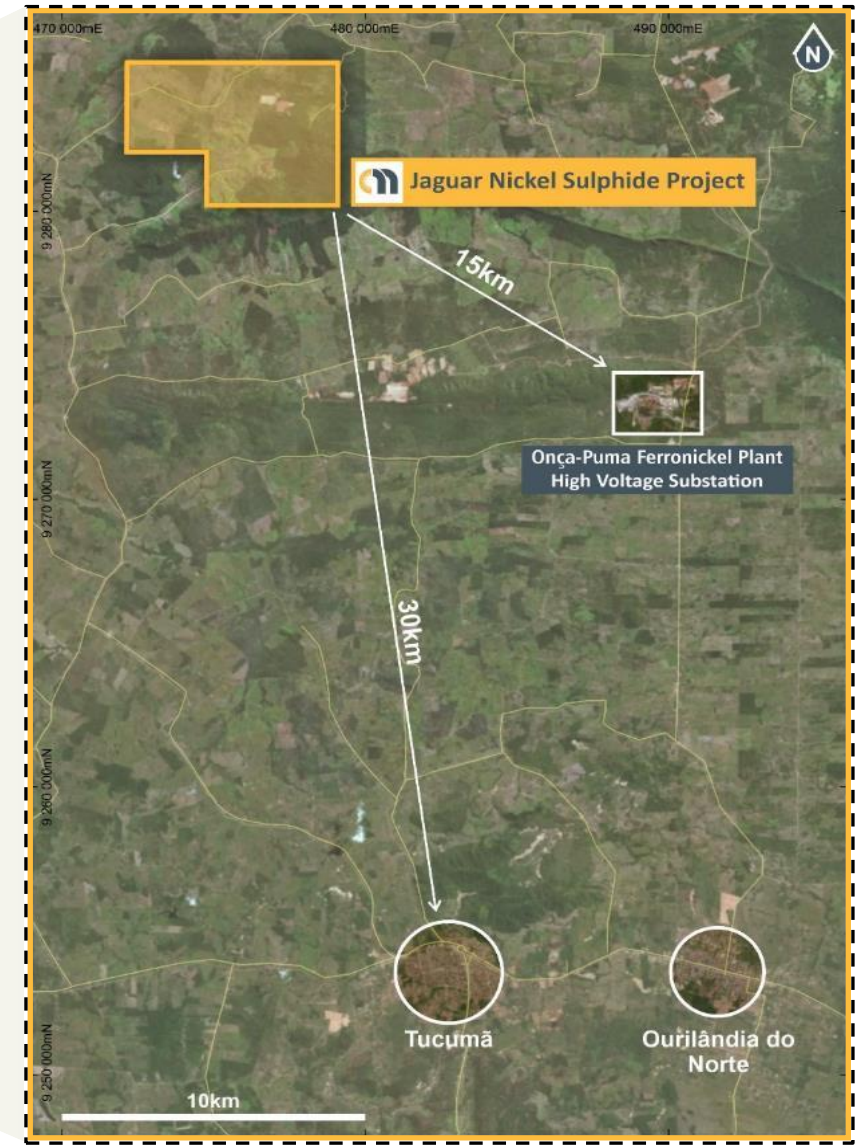 470 000mE
480 000mE
490 000mE
N
9 280 000mN
Jaguar Nickel Sulphide Project
15km
Onça-Puma Ferronickel Plant
High Voltage Substation
9 270 000mN
30km
9 260 000mN
Tucumã
Ourilândia do
Norte
9 250 000mN
10km